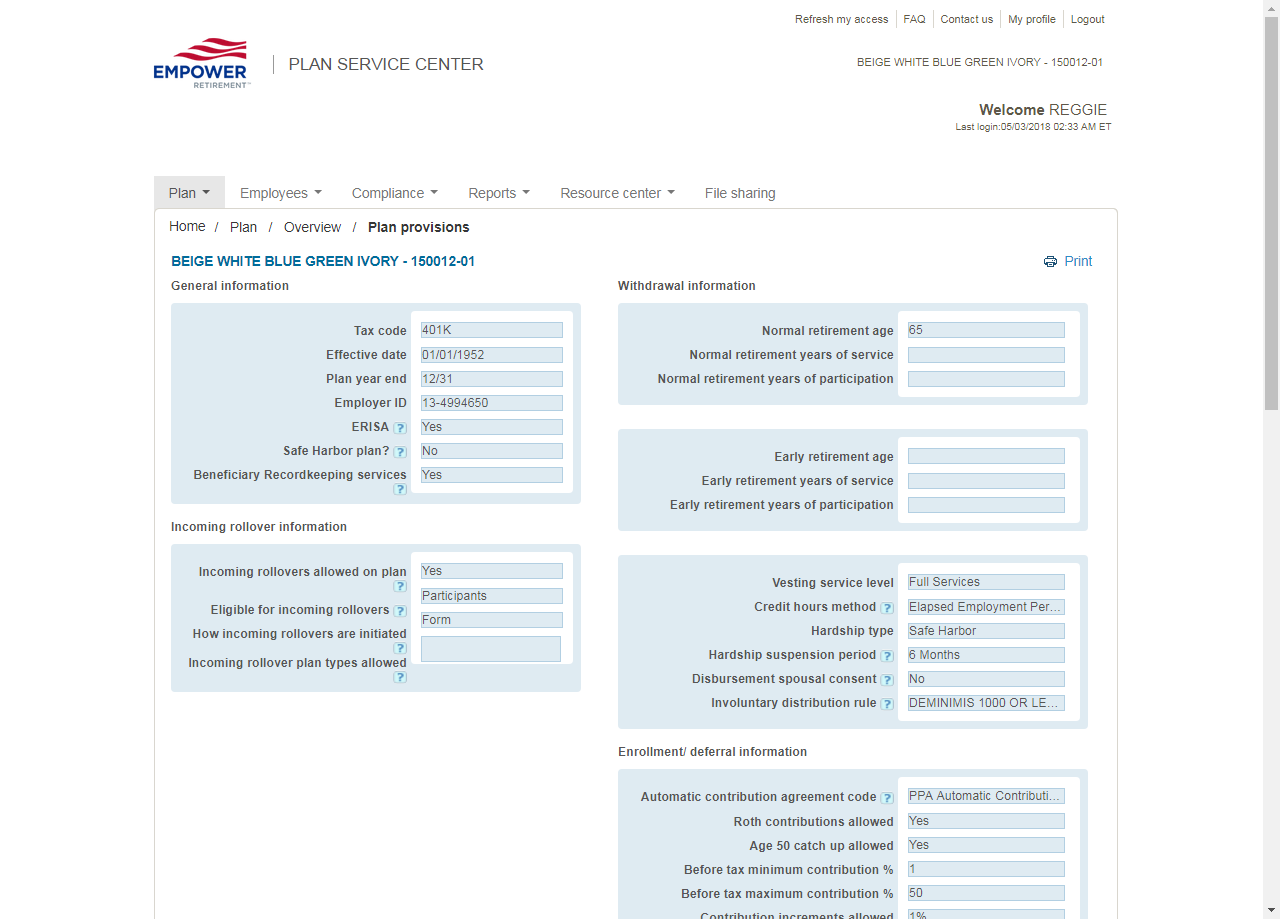 Refresh my access FAQ Contact us My profile Logout
EMPOWER
RETIREMENT™
PLAN SERVICE CENTER
BEIGE WHITE BLUE GREEN IVORY - 150012-01
Welcome REGGIE
Last login:05/03/2018 02:33 AM ET
Plan Employees Compliance Reports Resource center File sharing
Home / Plan / Overview / Plan provisions
BEIGE WHITE BLUE GREEN IVORY - 150012-01
Print
General information
Tax code 401K
Effective date 01/01/1952
Plan year end 12/31
Employer ID 13-4994650
ERISA ? Yes
Safe Harbor plan? ? No
Beneficiary Recordkeeping services ? Yes
Incoming rollover information
Incoming rollovers allowed on plan ? Yes
Eligible for incoming rollovers ? Participants
How incoming rollovers are initiated ? Form
Incoming rollover plan types allowed ?
Withdrawal information
Normal retirement age 65
Normal retirement years of service
Normal retirement years of participation
Early retirement age
Early retirement years of service
Early retirement years of participation
Vesting service level Full Services
Credit hours method ? Elapsed Employment Per...
Hardship type Safe Harbor
Hardship suspension period ? 6 Months
Disbursement spousal consent ? No
Involuntary distribution rule ? DEMINIMIS 1000 OR LE...
Enrollment/ deferral information
Automatic contribution agreement code ? PPA Automatic Contributi...
Roth contributions allowed Yes
Age 50 catch up allowed Yes
Before tax minimum contribution % 1
Before tax maximum contribution % 50
Contribution increments allowed 1%